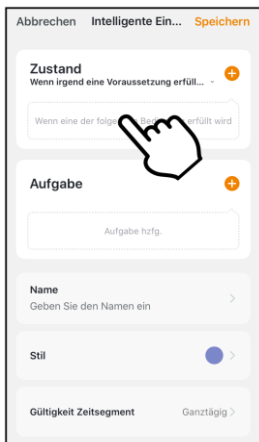 Abbrechen Intelligente Ein... Speichern
Zustand
Wenn irgend eine Voraussetzung erfüll...
Wenn eine der folge Bed erfüllt wird
Aufgabe
Aufgabe hzfg.
Name
Geben Sie den Namen ein
Stil
Gültigkeit Zeitsegment Ganztägig